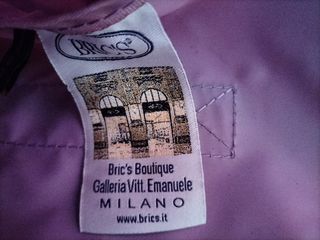 BRIC'S
Bric's Boutique
Galleria Vitt. Emanuele
MILANO
www.brics.it